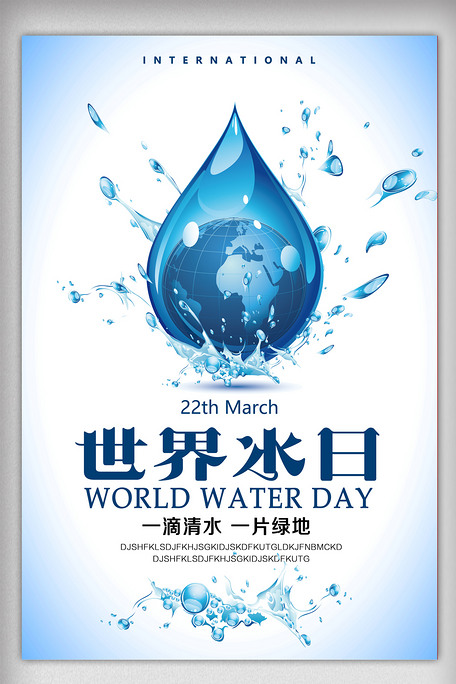 INTERNATIONAL
22th March
世界冰日
WORLD WATER DAY
一滴清水 一片绿地
DJSHFKLSDJFKHJSGKIDJSKDFKUTGLDKJFNBMCKD
DJSHFKLSDJFKHJSGKIDJSKDFKUTG